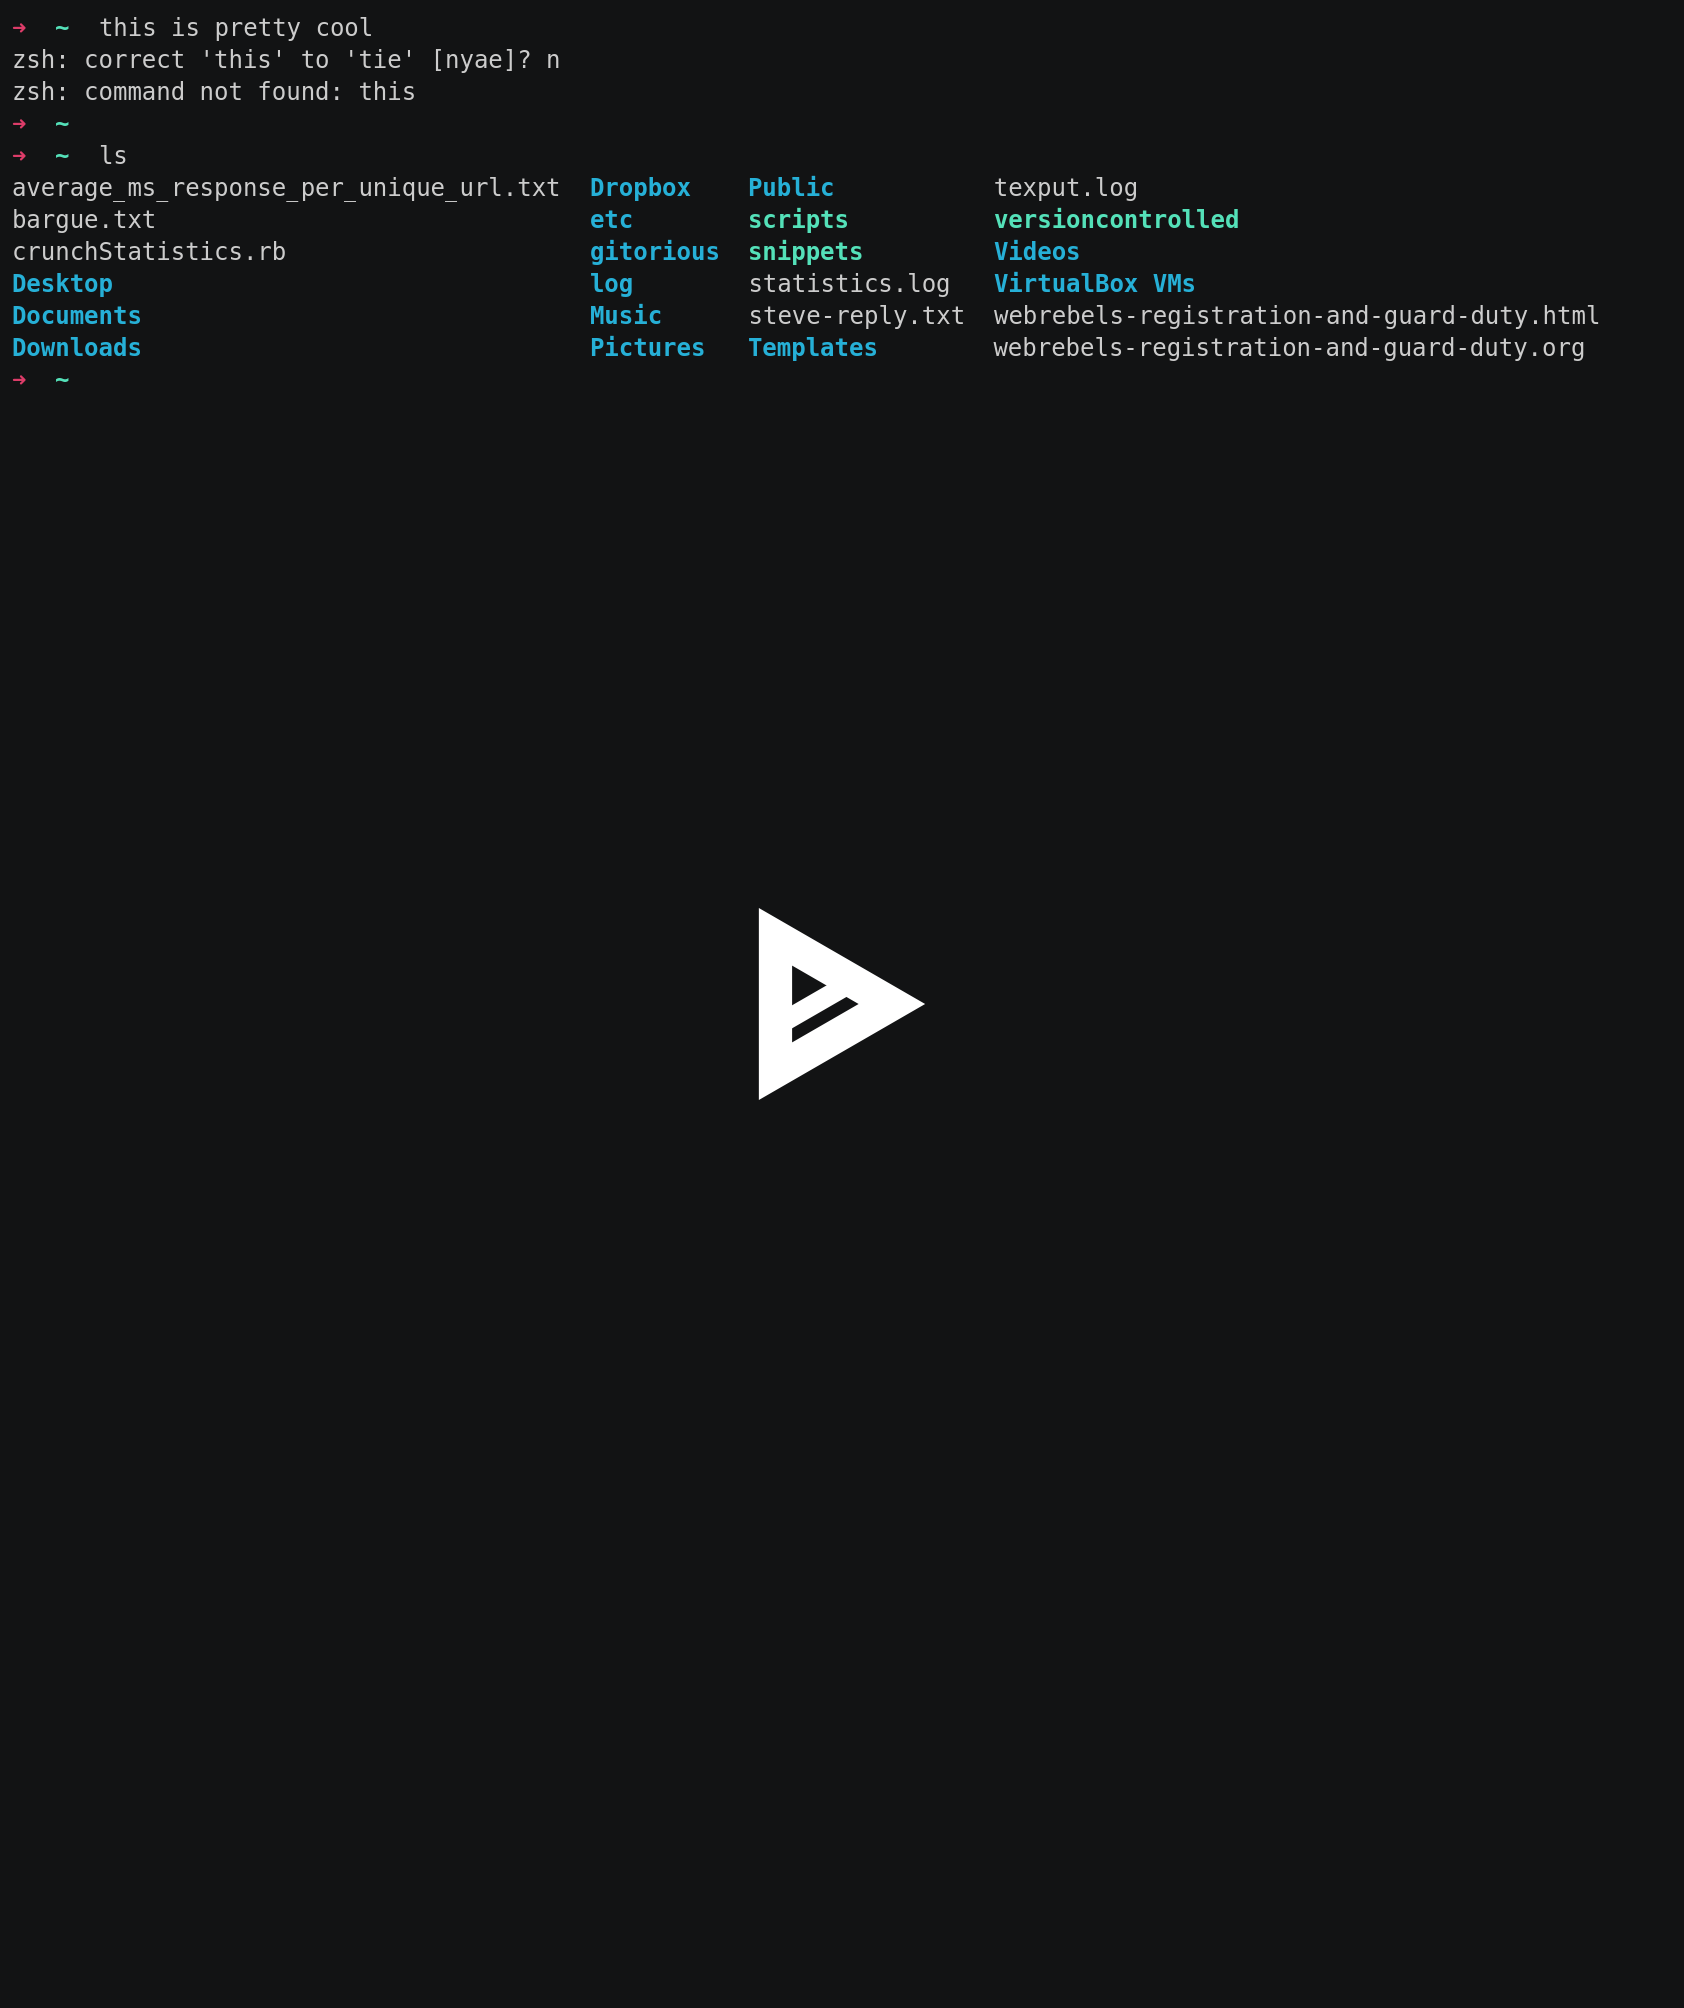 ➜  ~  this is pretty cool
zsh: correct 'this' to 'tie' [nyae]? n
zsh: command not found: this
➜  ~
➜  ~  ls
average_ms_response_per_unique_url.txt  Dropbox    Public           texput.log
bargue.txt                              etc        scripts          versioncontrolled
crunchStatistics.rb                     gitorious  snippets         Videos
Desktop                                 log        statistics.log   VirtualBox VMs
Documents                               Music      steve-reply.txt  webrebels-registration-and-guard-duty.html
Downloads                               Pictures   Templates        webrebels-registration-and-guard-duty.org
➜  ~